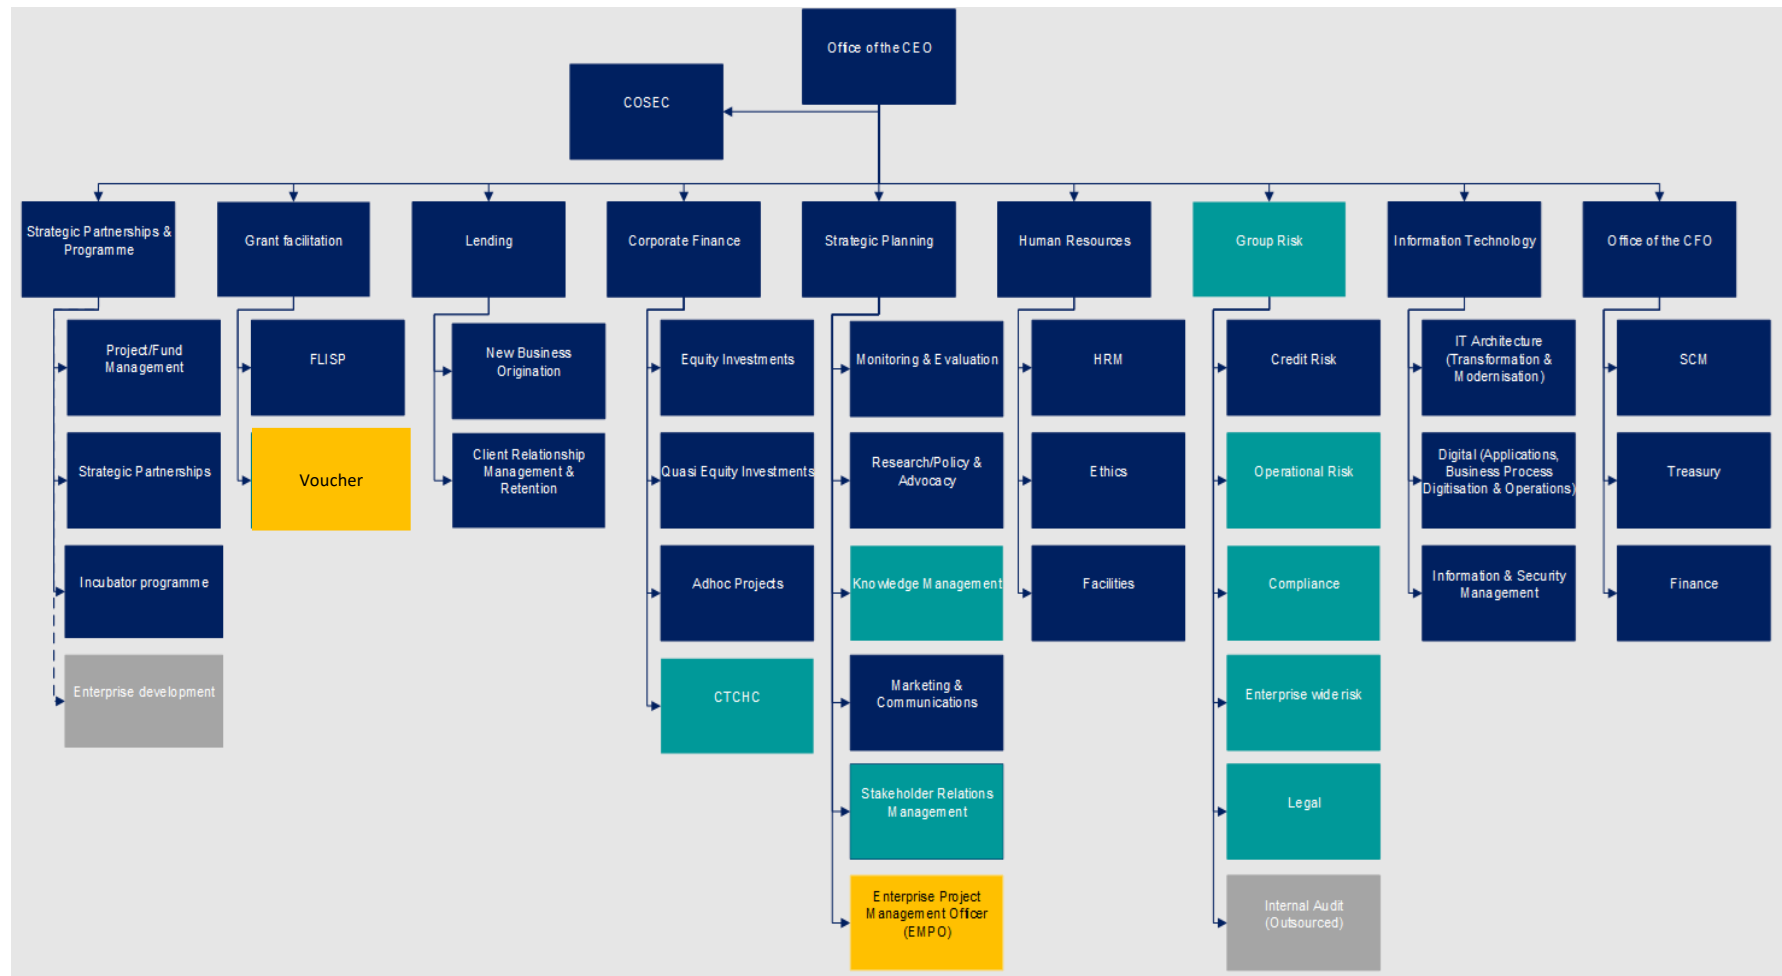 Office of the CEO
COSEC
Strategic Partnerships &
Programme
Grant facilitation
Lending
Corporate Finance
Strategic Planning
Human Resources
Group Risk
Information Technology
Office of the CFO
Project/Fund
Management
Strategic Partnerships
Incubator programme
Enterprise development
FLISP
Voucher
New Business
Origination
Client Relationship
Management &
Retention
Equity Investments
Quasi Equity Investments
Adhoc Projects
CTCHC
Monitoring & Evaluation
Research/Policy &
Advocacy
Knowledge Management
Marketing &
Communications
Stakeholder Relations
Management
Enterprise Project
Management Officer
(EMPO)
HRM
Ethics
Facilities
Credit Risk
Operational Risk
Compliance
Enterprise wide risk
Legal
Internal Audit
(Outsourced)
IT Architecture
(Transformation &
Modernisation)
Digital (Applications,
Business Process
Digitisation & Operations)
Information & Security
Management
SCM
Treasury
Finance